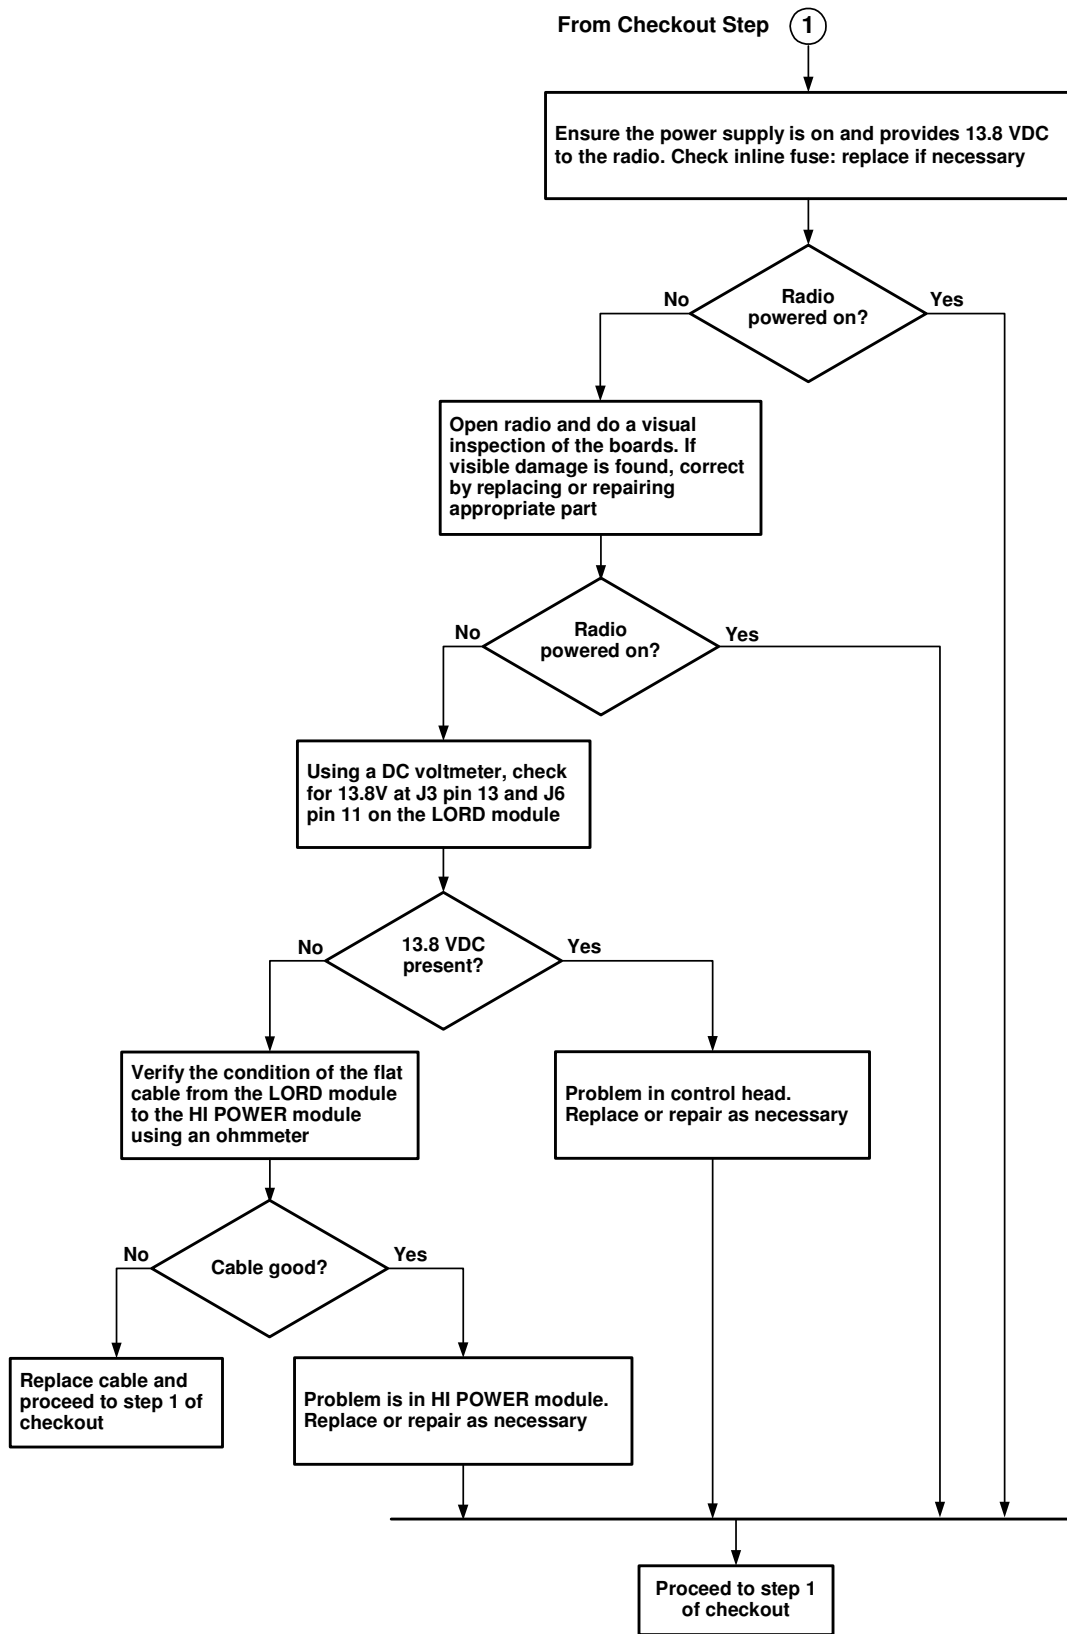 From Checkout Step 1
Ensure the power supply is on and provides 13.8 VDC
to the radio. Check inline fuse: replace if necessary
No
Radio
powered on?
Yes
Open radio and do a visual
inspection of the boards. If
visible damage is found, correct
by replacing or repairing
appropriate part
No
Radio
powered on?
Yes
Using a DC voltmeter, check
for 13.8V at J3 pin 13 and J6
pin 11 on the LORD module
No
13.8 VDC
present?
Yes
Verify the condition of the flat
cable from the LORD module
to the HI POWER module
using an ohmmeter
Problem in control head.
Replace or repair as necessary
No
Cable good?
Yes
Replace cable and
proceed to step 1 of
checkout
Problem is in HI POWER module.
Replace or repair as necessary
Proceed to step 1
of checkout